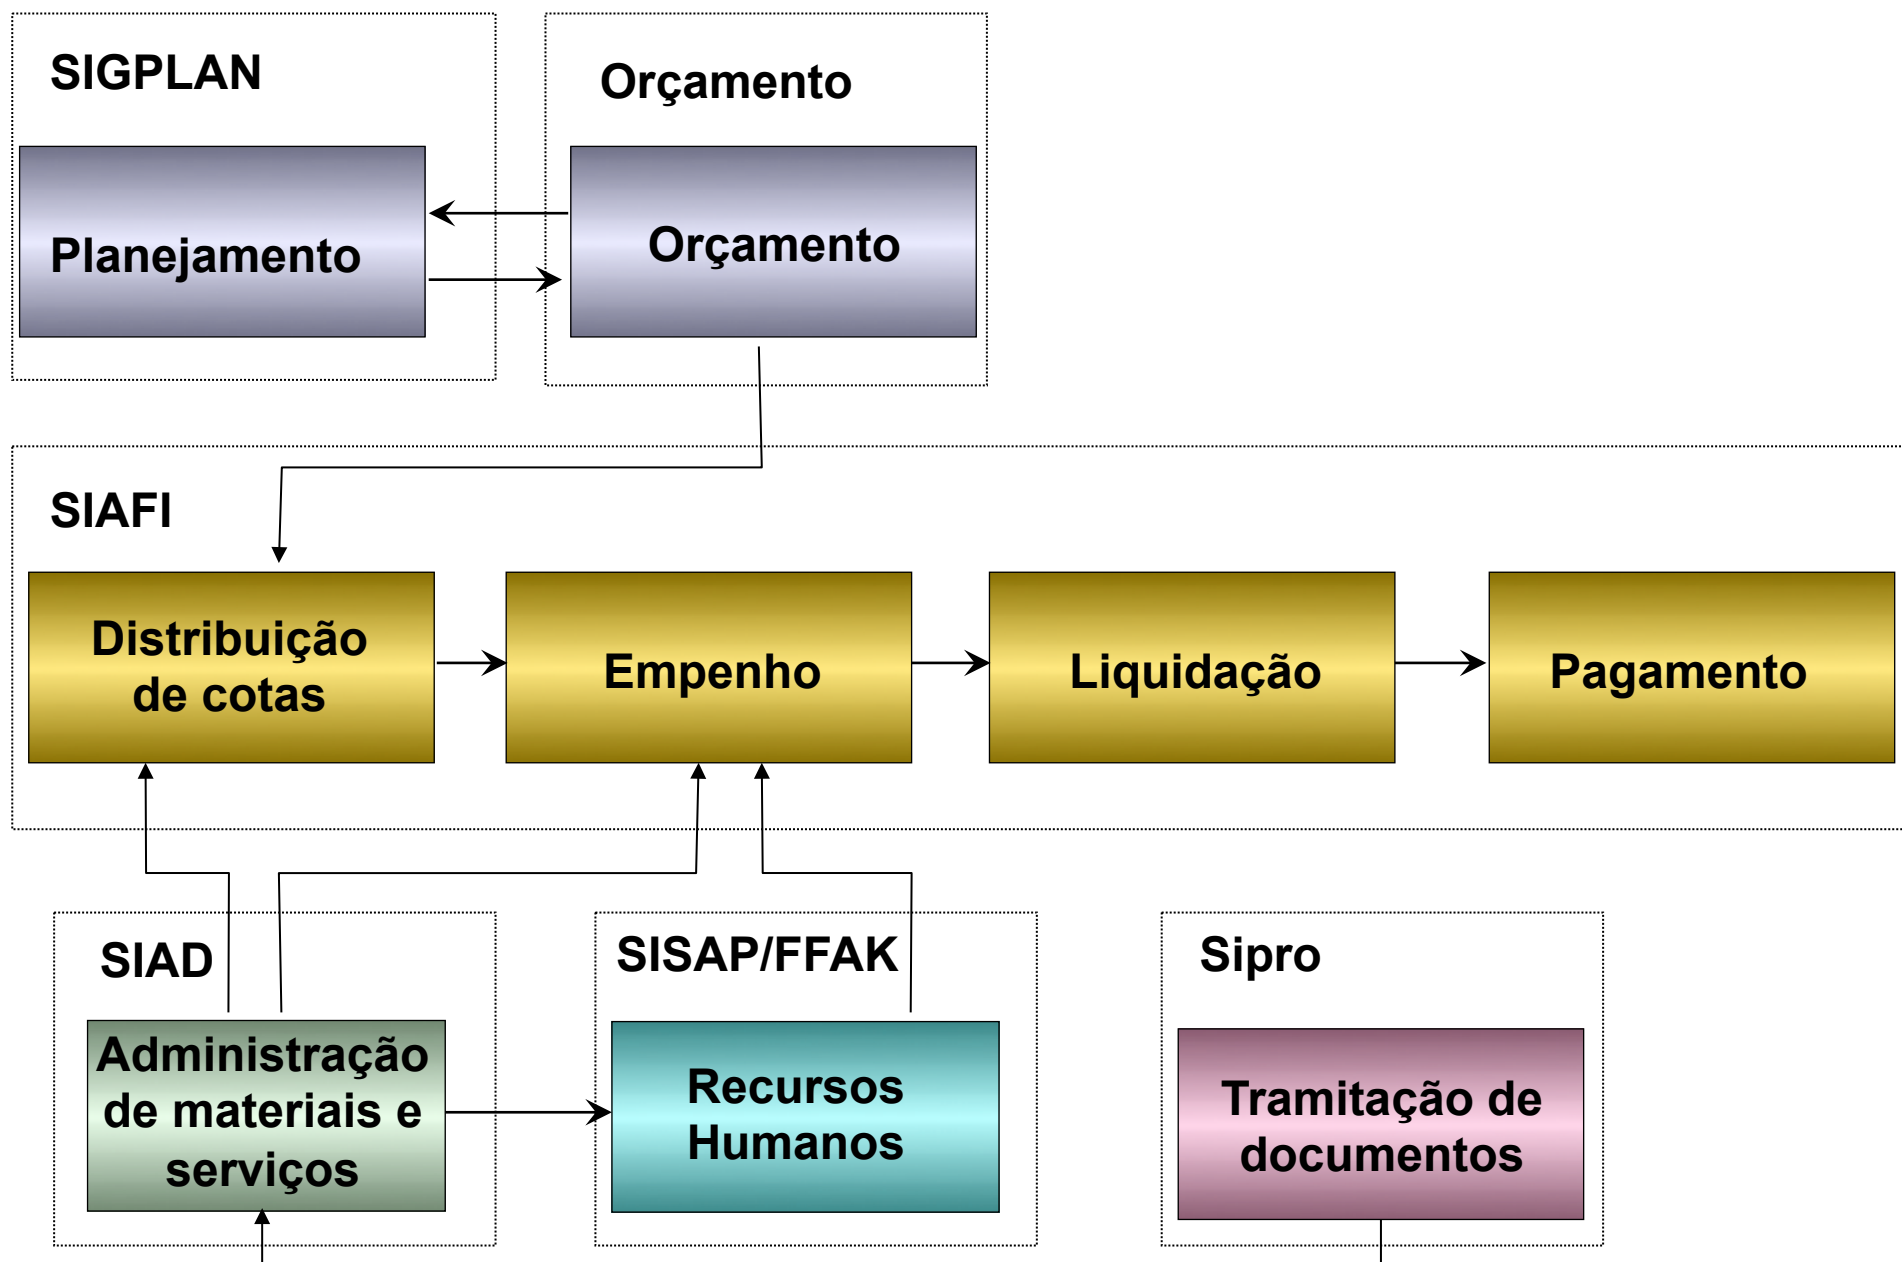 SIGPLAN
Orçamento
Planejamento
Orçamento
SIAFI
Distribuição
de cotas
Empenho
Liquidação
Pagamento
SIAD
SISAP/FFAK
Sipro
Administração
de materiais e
serviços
Recursos
Humanos
Tramitação de
documentos